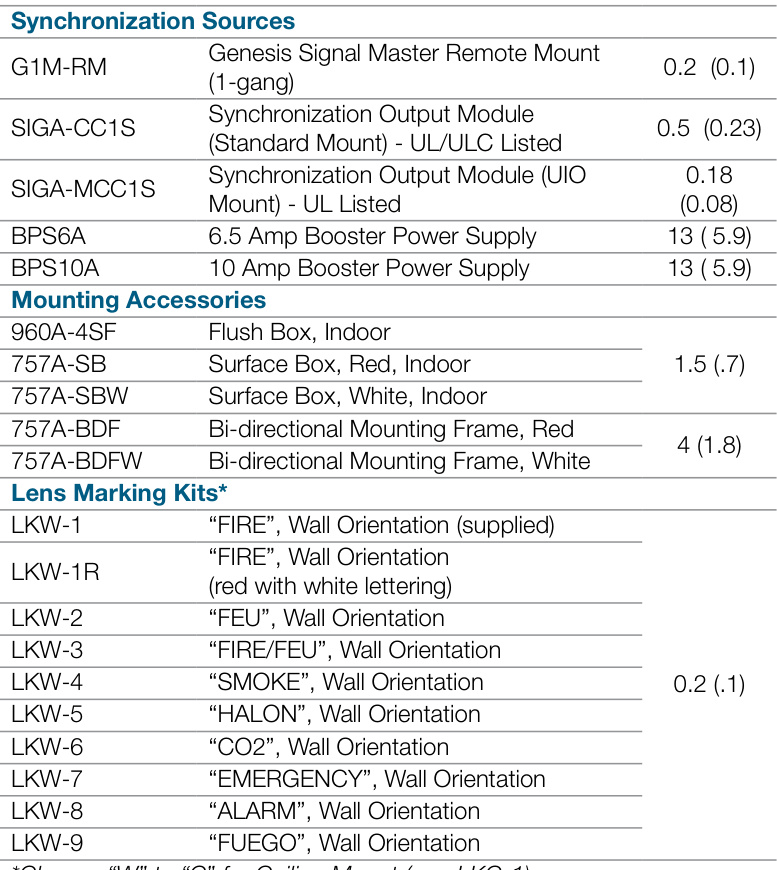 Synchronization Sources
G1M-RM Genesis Signal Master Remote Mount (1-gang) 0.2 (0.1)
SIGA-CC1S Synchronization Output Module (Standard Mount) - UL/ULC Listed 0.5 (0.23)
SIGA-MCC1S Synchronization Output Module (UIO Mount) - UL Listed 0.18 (0.08)
BPS6A 6.5 Amp Booster Power Supply 13 ( 5.9)
BPS10A 10 Amp Booster Power Supply 13 ( 5.9)
Mounting Accessories
960A-4SF Flush Box, Indoor
757A-SB Surface Box, Red, Indoor 1.5 (.7)
757A-SBW Surface Box, White, Indoor
757A-BDF Bi-directional Mounting Frame, Red
4 (1.8)
757A-BDFW Bi-directional Mounting Frame, White
Lens Marking Kits*
LKW-1 “FIRE”, Wall Orientation (supplied)
LKW-1R “FIRE”, Wall Orientation (red with white lettering)
LKW-2 “FEU”, Wall Orientation
LKW-3 “FIRE/FEU”, Wall Orientation
LKW-4 “SMOKE”, Wall Orientation 0.2 (.1)
LKW-5 “HALON”, Wall Orientation
LKW-6 “CO2”, Wall Orientation
LKW-7 “EMERGENCY”, Wall Orientation
LKW-8 “ALARM”, Wall Orientation
LKW-9 “FUEGO”, Wall Orientation